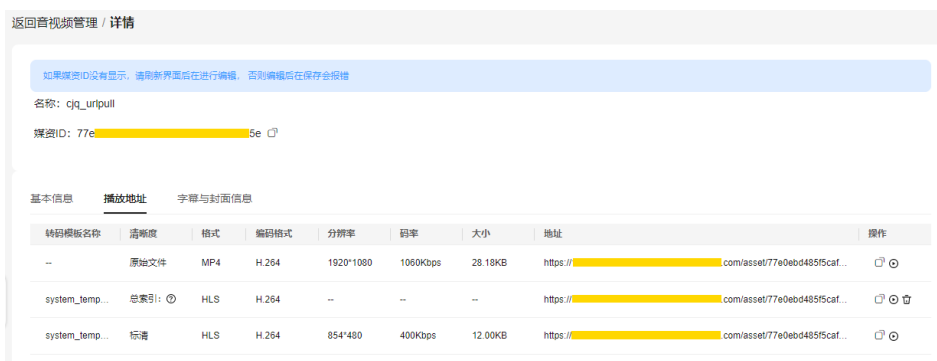 返回音视频管理 / 详情
如果媒资ID没有显示，请刷新界面后在进行编辑， 否则编辑后在保存会报错
名称：cjq_urlpull
媒资ID：77e 5e
基本信息 播放地址 字幕与封面信息
转码模板名称 清晰度 格式 编码格式 分辨率 码率 大小 地址 操作
-- 原始文件 MP4 H.264 1920*1080 1060Kbps 28.18KB https:// .com/asset/77e0ebd485f5caf...
system_temp... 总索引: HLS H.264 -- -- -- https:// .com/asset/77e0ebd485f5caf...
system_temp... 标清 HLS H.264 854*480 400Kbps 12.00KB https:// .com/asset/77e0ebd485f5caf...